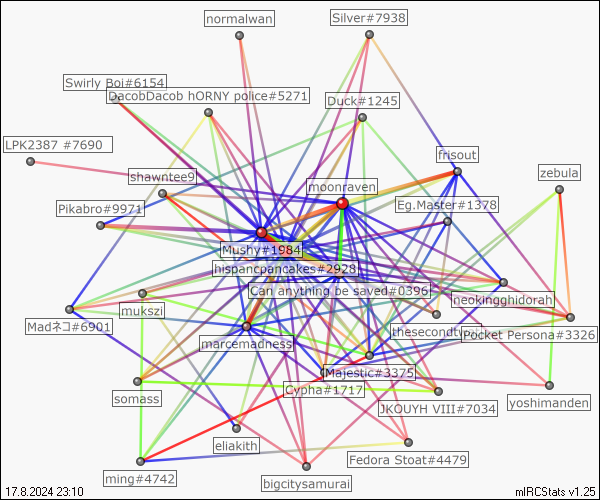 normalwan
Silver#7938
Swirly Boi#6154
DacobDacob hORNY police#5271
Duck#1245
LPK2387 #7690
frisout
zebula
shawntee9
moonraven
Eg.Master#1378
Pikabro#9971
Mushy#1984
hispancpancakes#2928
Can anything be saved#0396
neokingghidorah
mukszi
Madネコ#6901
thesecondtw
Pocket Persona#3326
marcemadness
Majestic#3375
Cypha#1717
somass
JKOUYH VIII#7034
yoshimanden
eliakith
Fedora Stoat#4479
ming#4742
bigcitysamurai
17.8.2024 23:10
mIRCStats v1.25